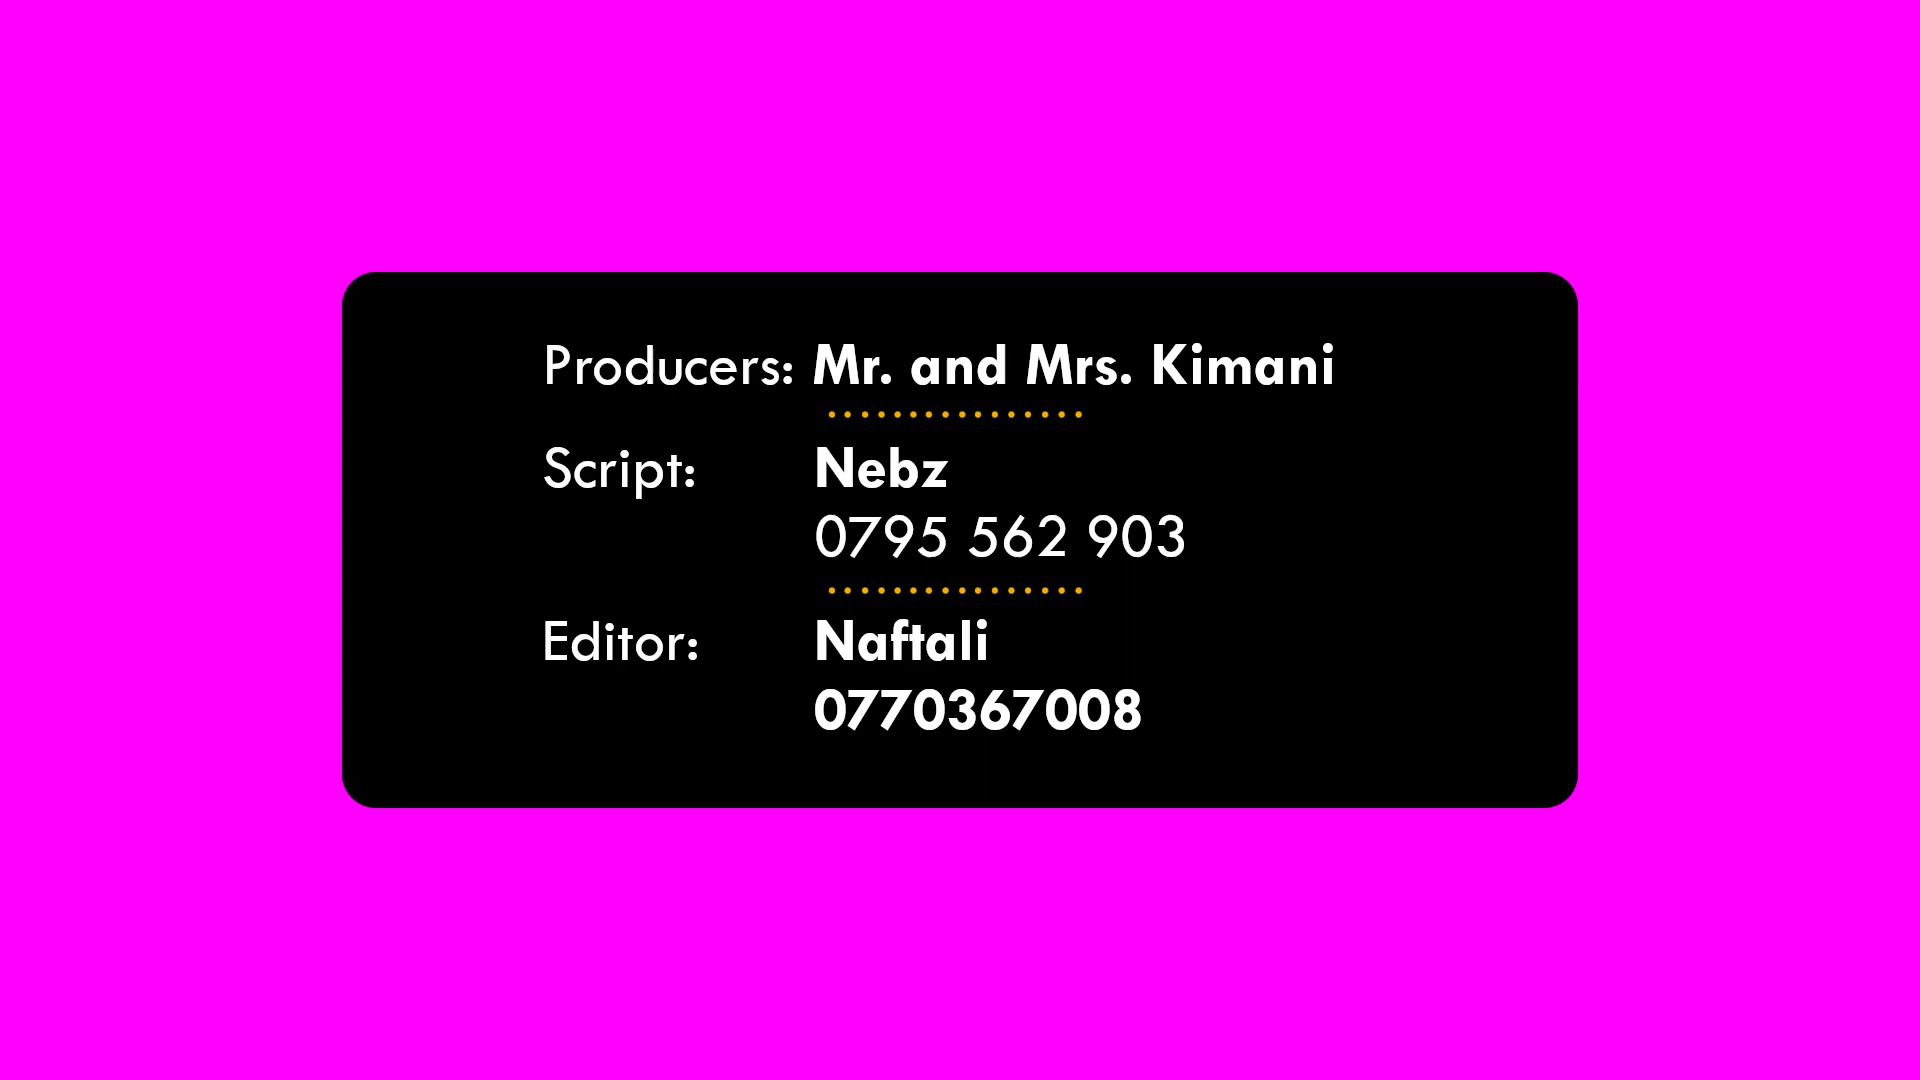 Producers: Mr. and Mrs. Kimani
Script: Nebz
0795 562 903
Editor: Naftali
0770367008